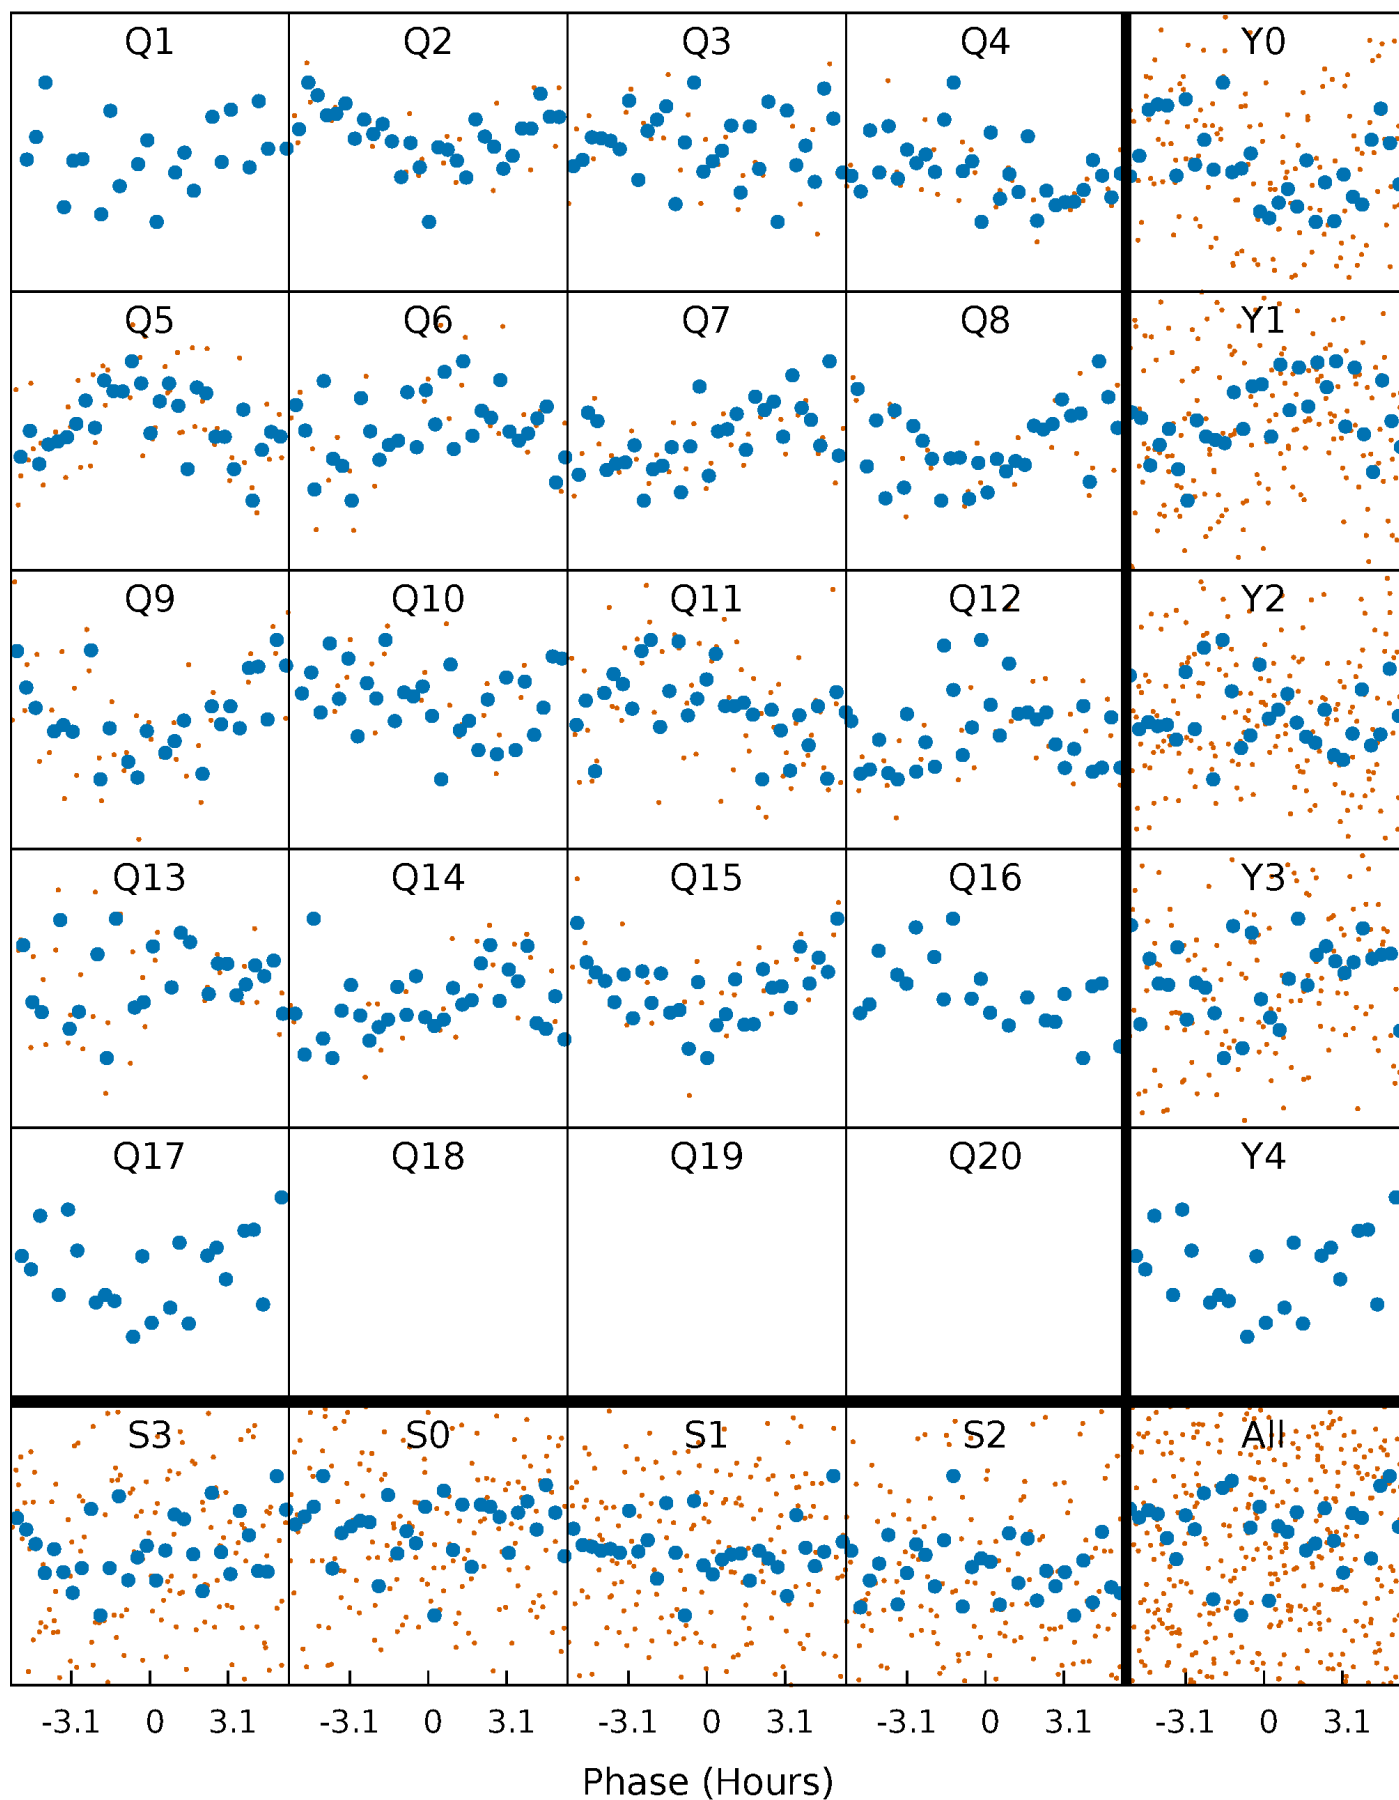 Q1 Q2 Q3 Q4 Y0
Q5 Q6 Q7 Q8 Y1
Q9 Q10 Q11 Q12 Y2
Q13 Q14 Q15 Q16 Y3
Q17 Q18 Q19 Q20 Y4
S3 S0 S1 S2 All
-3.1 0 3.1 -3.1 0 3.1 -3.1 0 3.1 -3.1 0 3.1 -3.1 0 3.1
Phase (Hours)